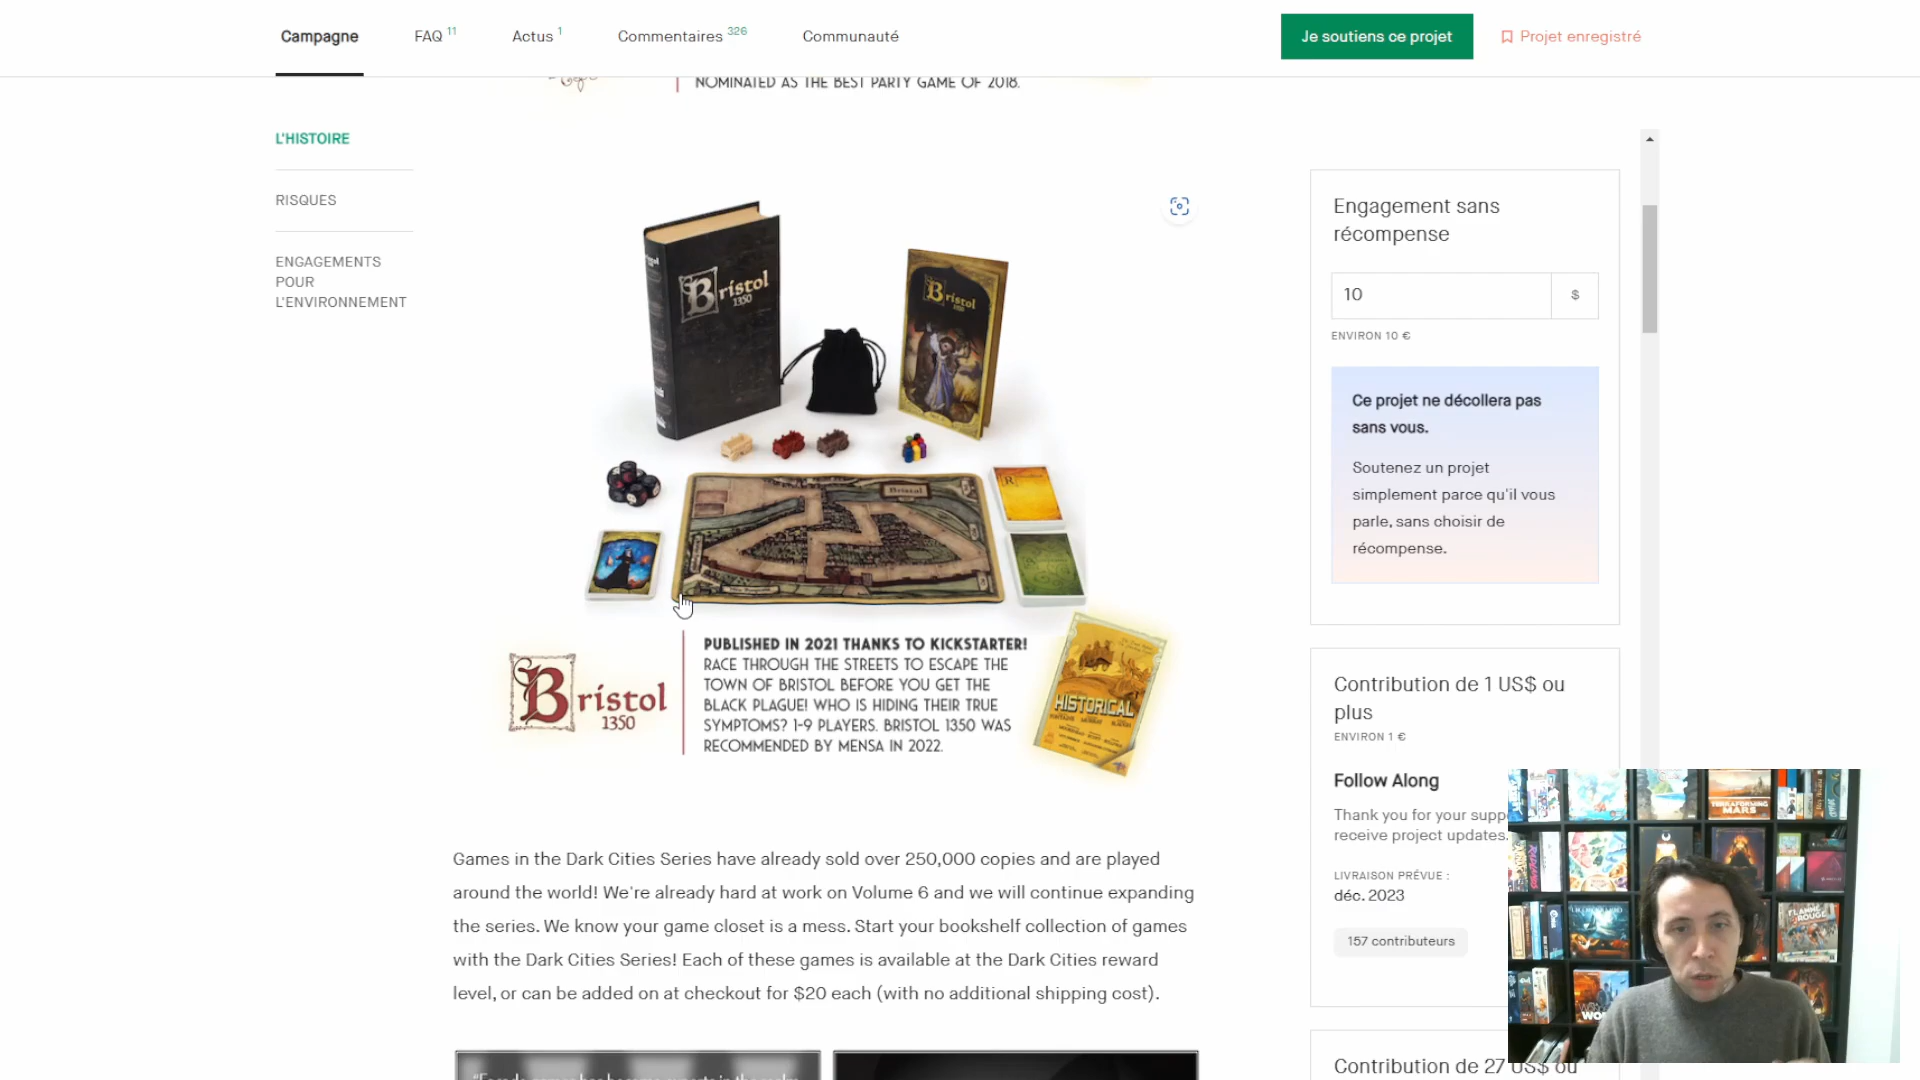 Campagne
FAQ 11
Actus 1
Commentaires 326
Communauté
Je soutiens ce projet
Projet enregistré
NOMINATED AS THE BEST PARTY GAME OF 2018.
L'HISTOIRE
RISQUES
ENGAGEMENTS
POUR
L'ENVIRONNEMENT
Bristol
1350
Bristol
Bristol
Bristol
1350
PUBLISHED IN 2021 THANKS TO KICKSTARTER!
RACE THROUGH THE STREETS TO ESCAPE THE
TOWN OF BRISTOL BEFORE YOU GET THE
BLACK PLAGUE! WHO IS HIDING THEIR TRUE
SYMPTOMS? 1-9 PLAYERS. BRISTOL 1350 WAS
RECOMMENDED BY MENSA IN 2022.
HISTORICAL
Games in the Dark Cities Series have already sold over 250,000 copies and are played
around the world! We're already hard at work on Volume 6 and we will continue expanding
the series. We know your game closet is a mess. Start your bookshelf collection of games
with the Dark Cities Series! Each of these games is available at the Dark Cities reward
level, or can be added on at checkout for $20 each (with no additional shipping cost).
Engagement sans
récompense
10 $
ENVIRON 10 €
Ce projet ne décollera pas
sans vous.
Soutenez un projet
simplement parce qu'il vous
parle, sans choisir de
récompense.
Contribution de 1 US$ ou
plus
ENVIRON 1 €
Follow Along
Thank you for your
receive project updates.
LIVRAISON PRÉVUE :
déc. 2023
157 contributeurs
Contribution de 27 US$ ou
TERRAFORMING
MARS
FLAMME
ROUGE